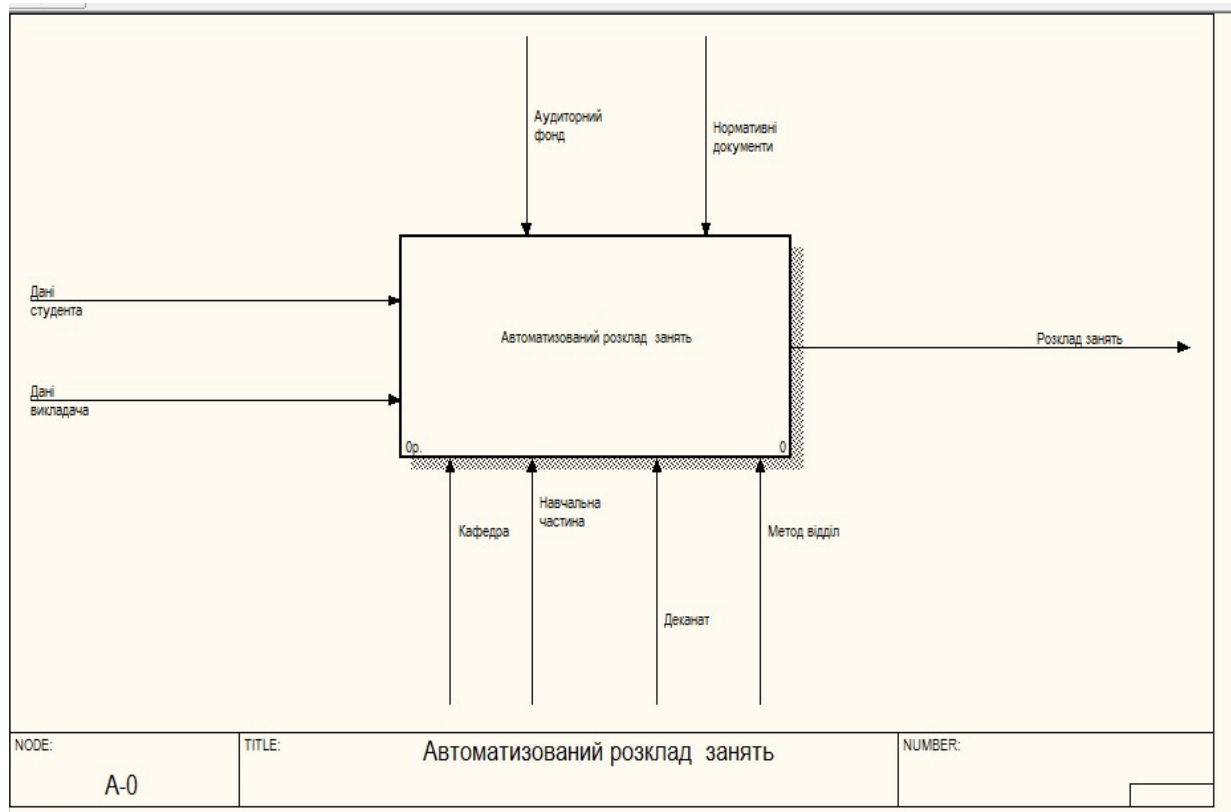 Аудиторний
фонд
Нормативні
документи
Дані
студента
Автоматизований розклад  занять
Розклад занять
Дані
викладача
0р.
0
Кафедра
Навчальна
частина
Метод відділ
Деканат
NODE:
A-0
TITLE:
Автоматизований розклад  занять
NUMBER: